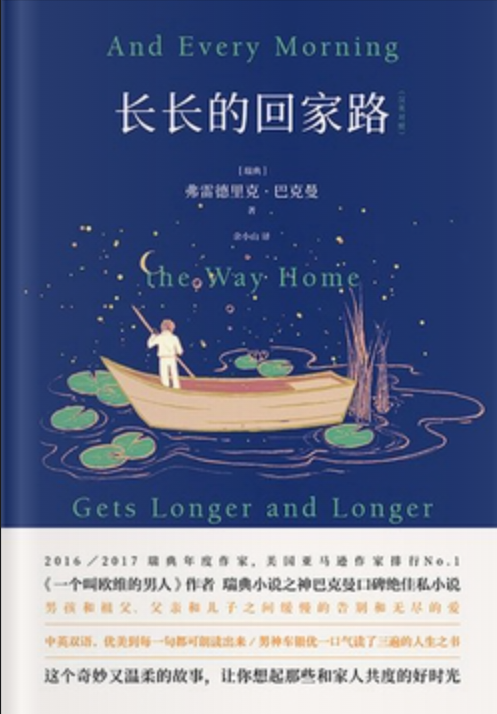 And Every Morning
长长的回家路
（汉英对照）
［瑞典］
弗雷德里克·巴克曼
著
余小山 译
the Way Home
Gets Longer and Longer
2016／2017 瑞典年度作家，美国亚马逊作家排行No.1
《一个叫欧维的男人》作者 瑞典小说之神巴克曼口碑绝佳私小说
男孩和祖父、父亲和儿子之间缓慢的告别和无尽的爱
中英双语，优美到每一句都可朗读出来／男神车银优一口气读了三遍的人生之书
这个奇妙又温柔的故事，让你想起那些和家人共度的好时光